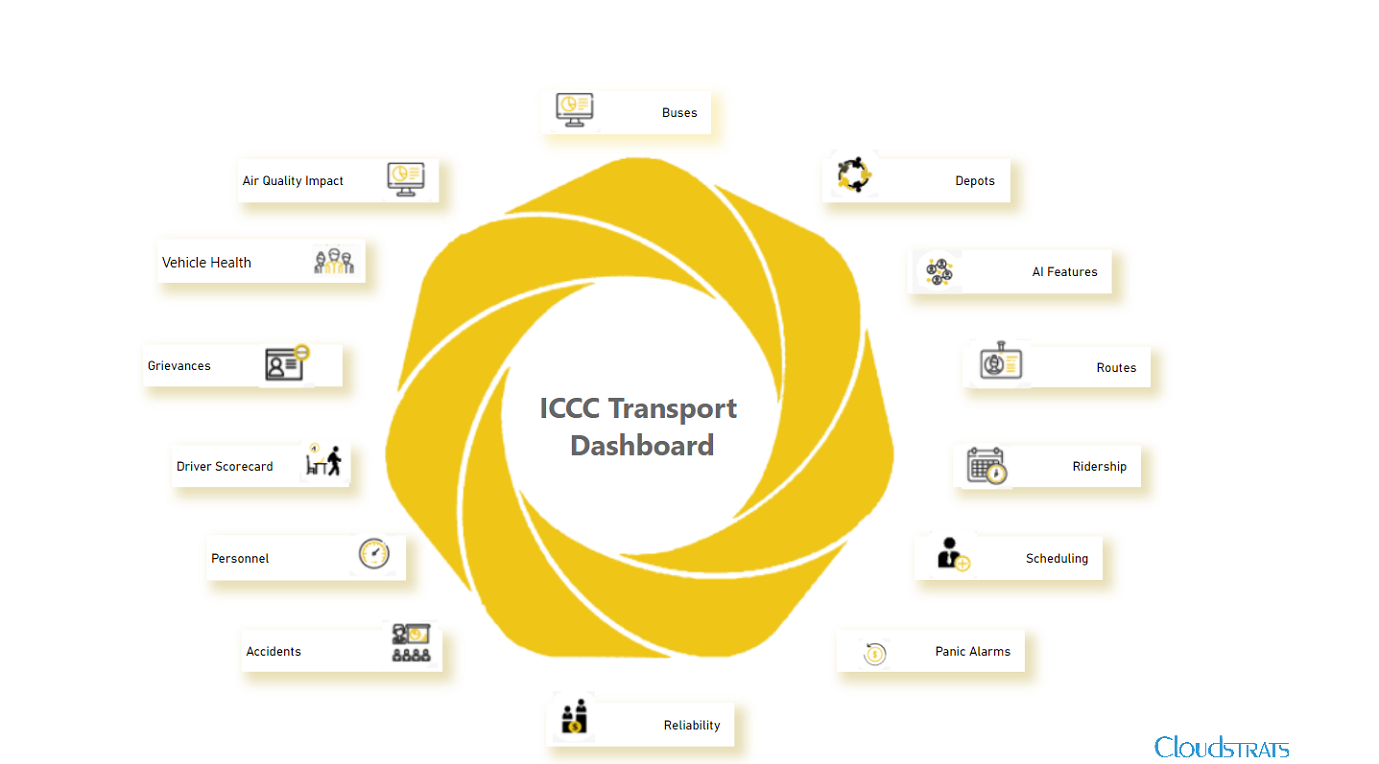 Buses
Air Quality Impact
Depots
Vehicle Health
AI Features
Grievances
Routes
ICCC Transport
Dashboard
Driver Scorecard
Ridership
Personnel
Scheduling
Accidents
Panic Alarms
Reliability
CLOUDSTRATS